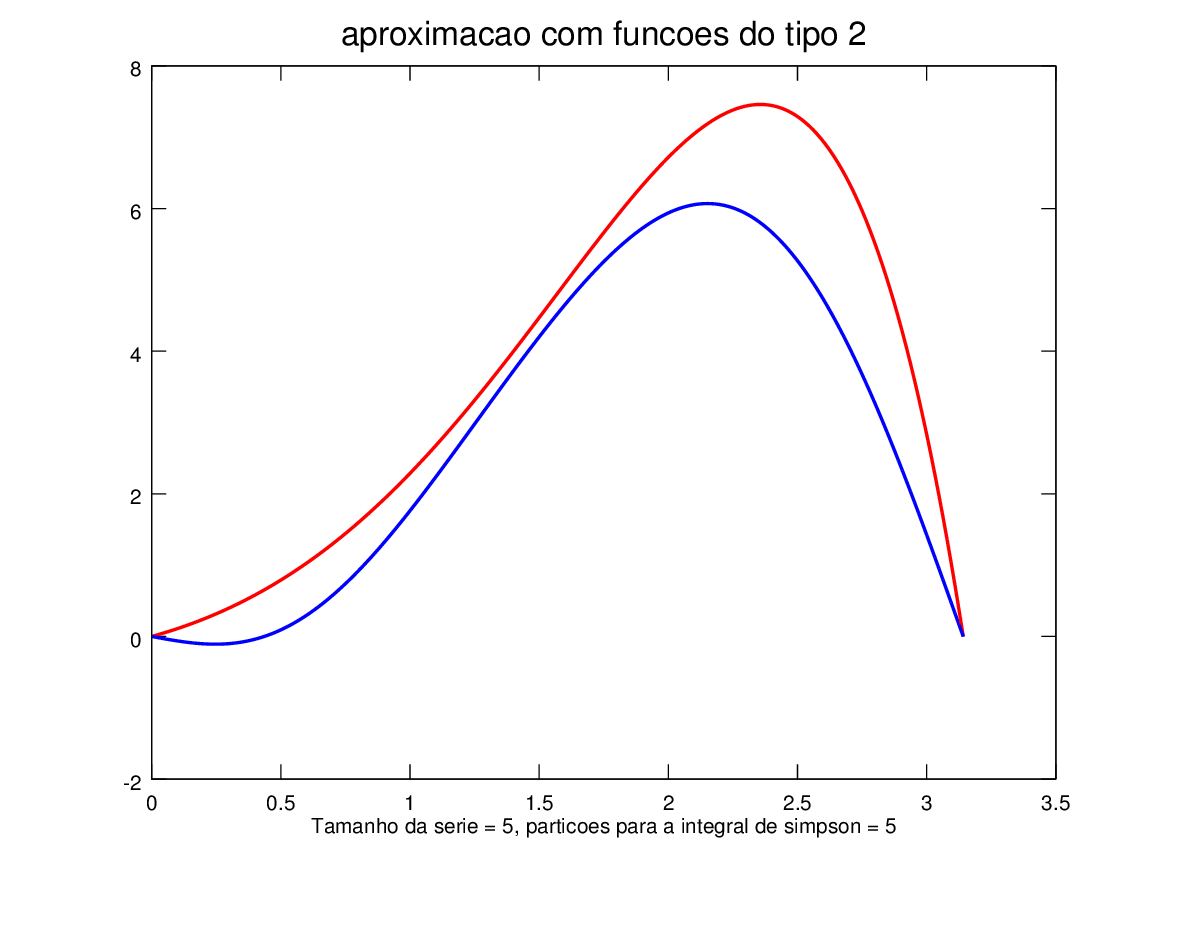 aproximacao com funcoes do tipo 2
8
6
4
2
0
-2
0 0.5 1 1.5 2 2.5 3 3.5
Tamanho da serie = 5, particoes para a integral de simpson = 5